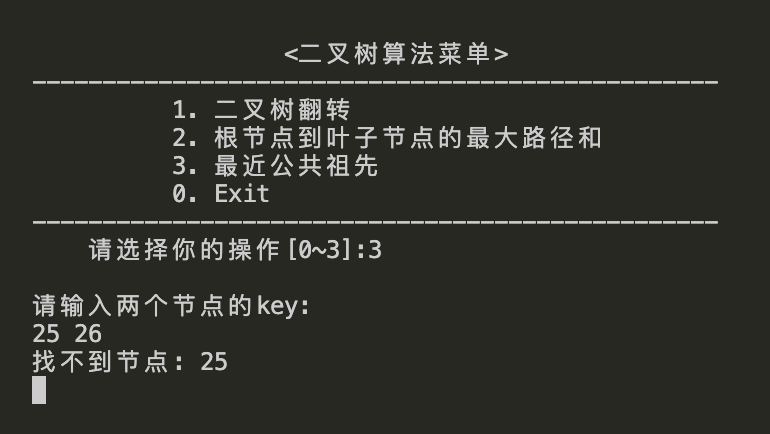 <二叉树算法菜单>
-------------------------------------------------
1. 二叉树翻转
2. 根节点到叶子节点的最大路径和
3. 最近公共祖先
0. Exit
-------------------------------------------------
请选择你的操作[0~3]:3
请输入两个节点的key:
25 26
找不到节点: 25